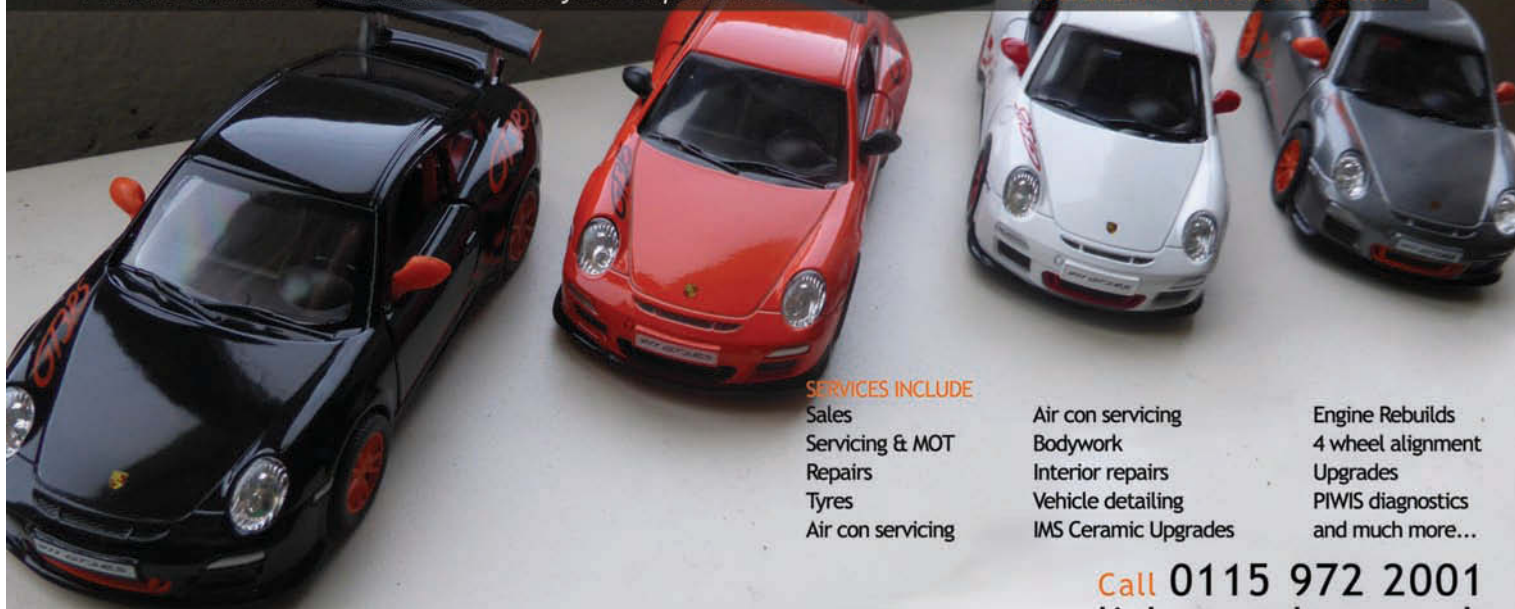 SERVICES INCLUDE
Sales
Servicing & MOT
Repairs
Tyres
Air con servicing
Air con servicing
Bodywork
Interior repairs
Vehicle detailing
IMS Ceramic Upgrades
Engine Rebuilds
4 wheel alignment
Upgrades
PIWIS diagnostics
and much more...
Call 0115 972 2001